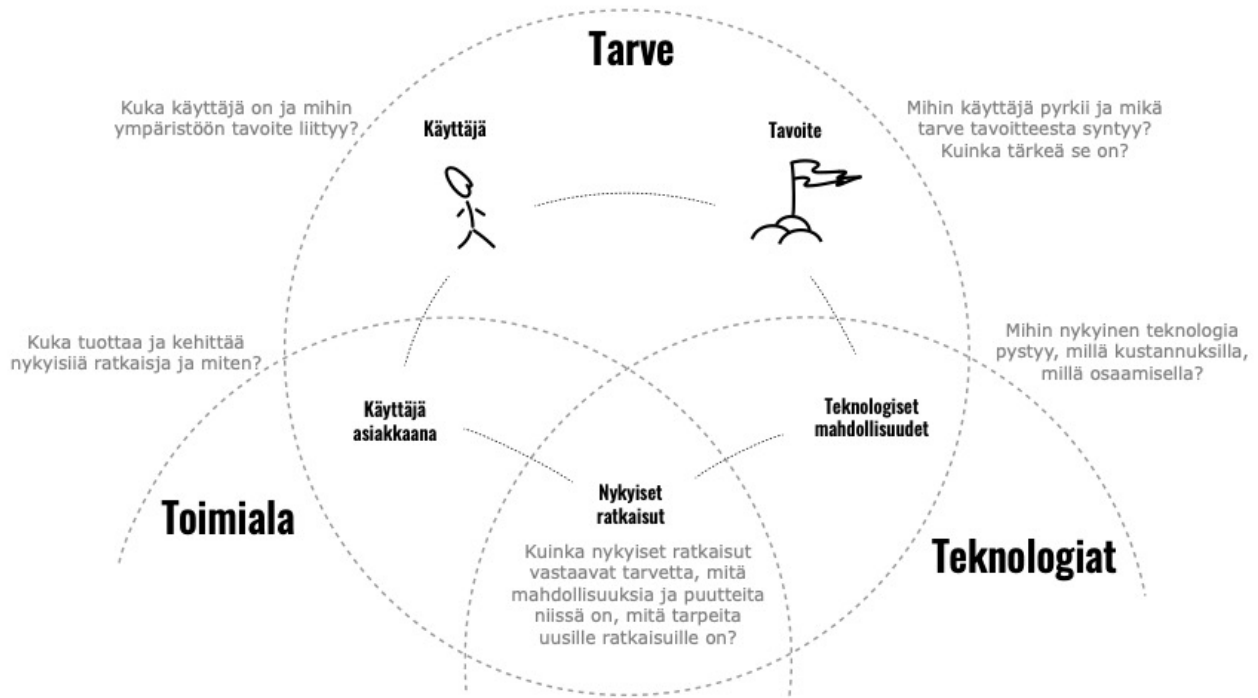 Tarve
Kuka käyttäjä on ja mihin
ympäristöön tavoite liittyy?
Käyttäjä
Tavoite
Mihin käyttäjä pyrkii ja mikä
tarve tavoitteesta syntyy?
Kuinka tärkeä se on?
Kuka tuottaa ja kehittää
nykyisiiä ratkaisja ja miten?
Mihin nykyinen teknologia
pystyy, millä kustannuksilla,
millä osaamisella?
Käyttäjä
asiakkaana
Teknologiset
mahdollisuudet
Toimiala
Nykyiset
ratkaisut
Kuinka nykyiset ratkaisut
vastaavat tarvetta, mitä
mahdollisuuksia ja puutteita
niissä on, mitä tarpeita
uusille ratkaisuille on?
Teknologiat